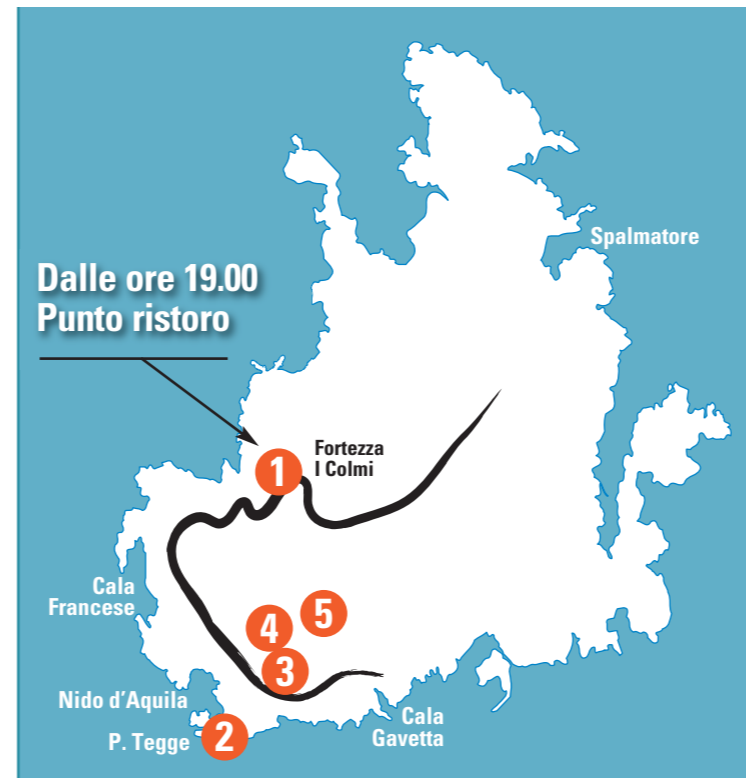 Spalmatore
Dalle ore 19.00
Punto ristoro
Fortezza
I Colmi
1
Cala
Francese
5
4
3
Nido d'Aquila
P. Tegge
2
Cala
Gavetta